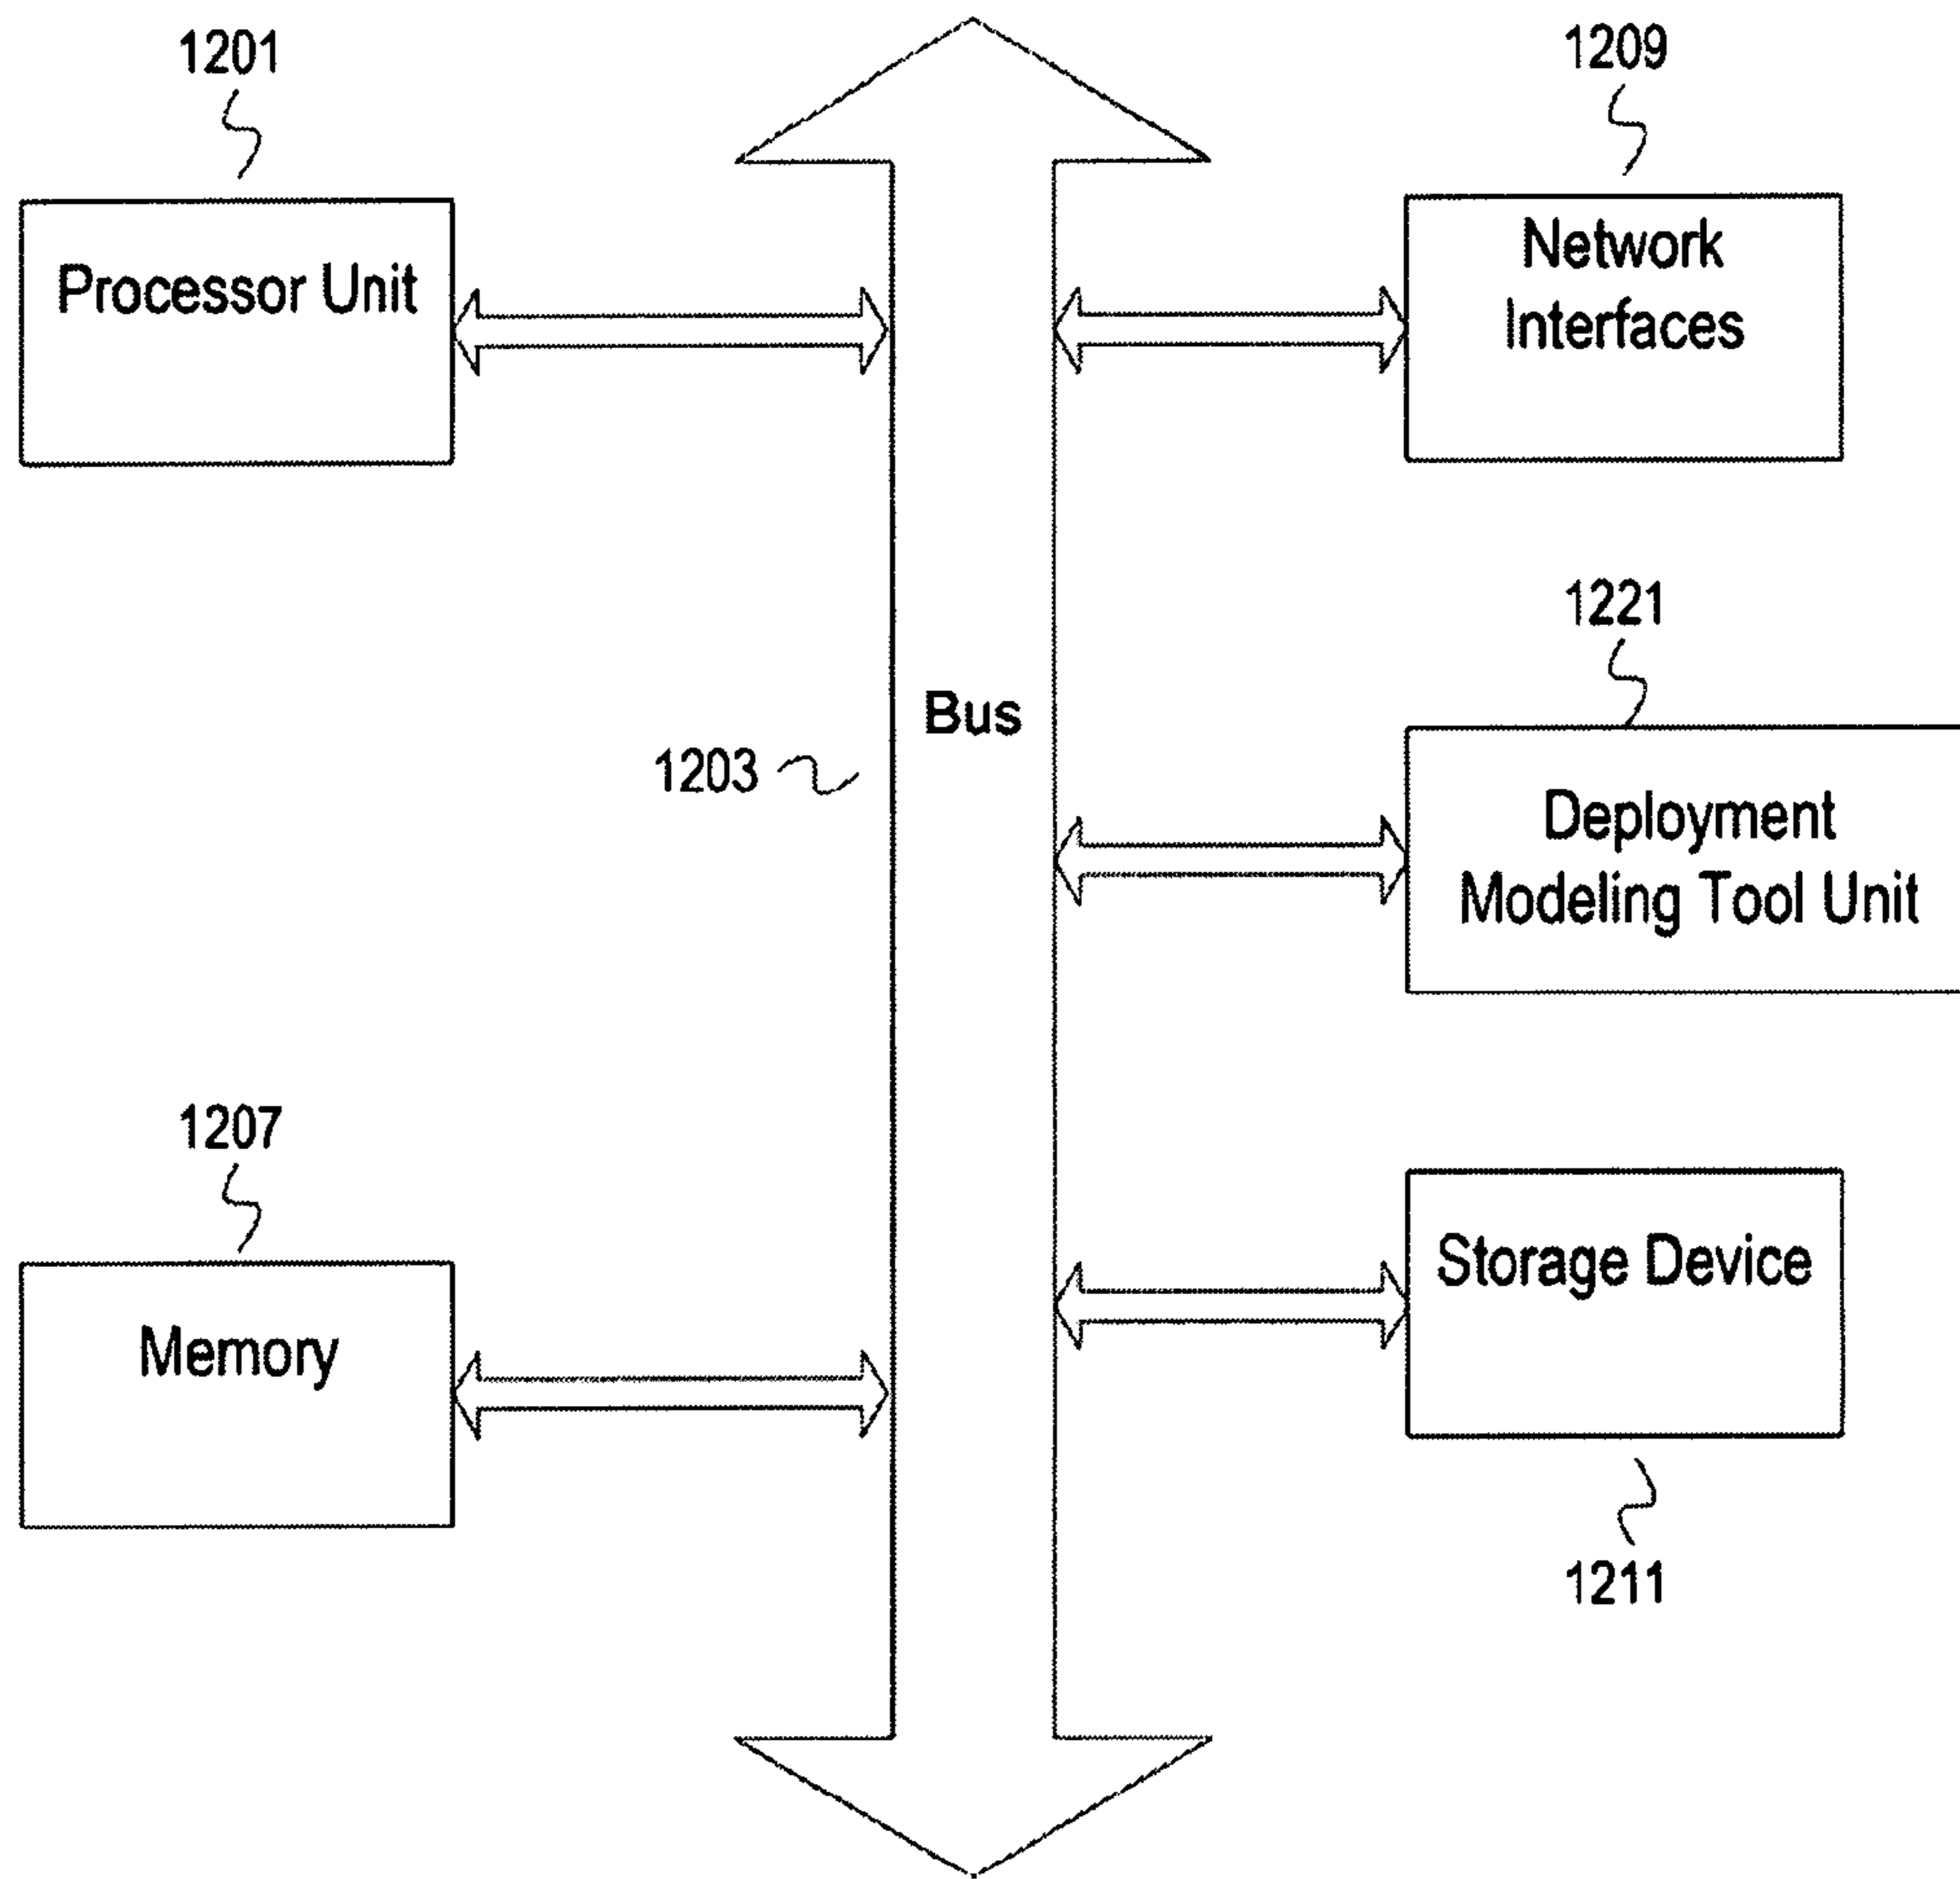 1201
Processor Unit
1209
Network
Interfaces
Bus
1203
1221
Deployment
Modeling Tool Unit
1207
Memory
Storage Device
1211